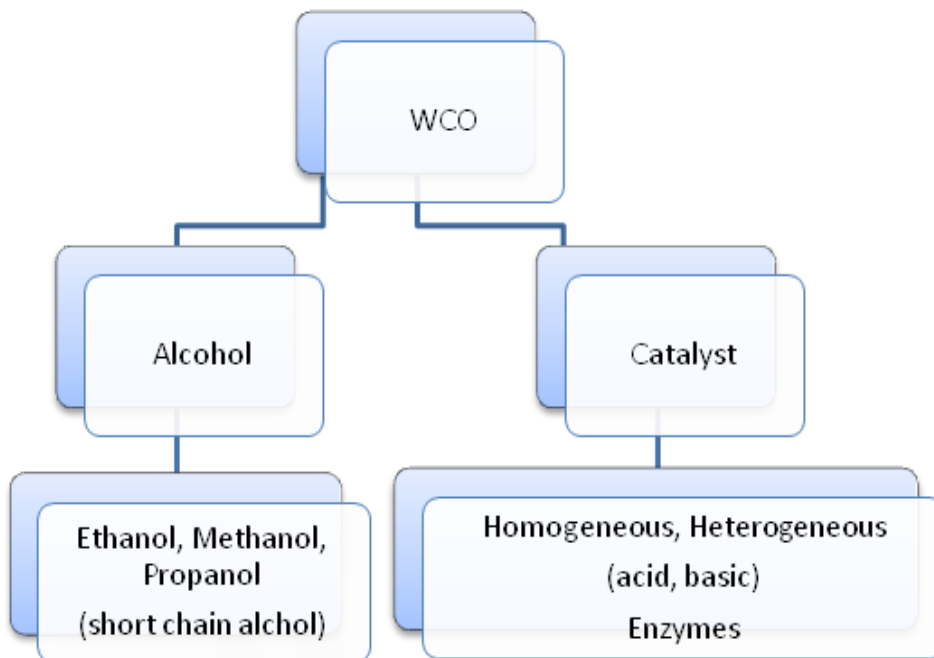 WCO
Alcohol
Catalyst
Ethanol, Methanol,
Propanol
(short chain alchol)
Homogeneous, Heterogeneous
(acid, basic)
Enzymes